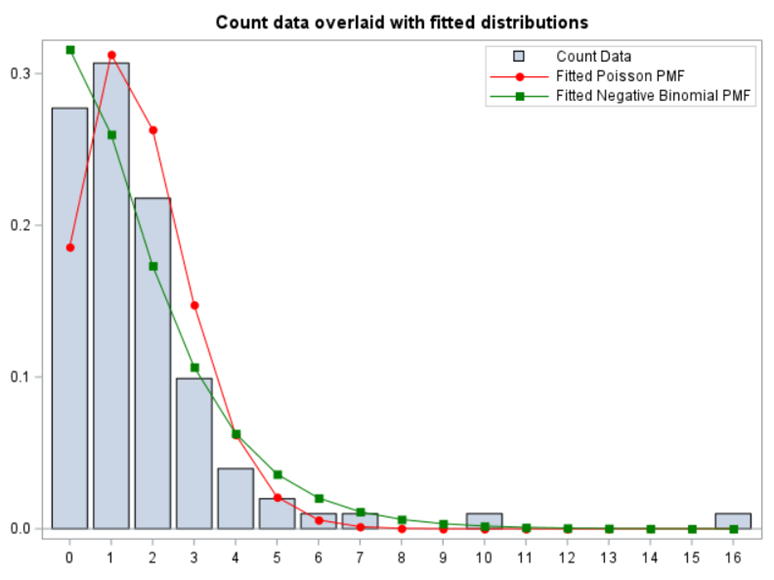 Count data overlaid with fitted distributions
Count Data
Fitted Poisson PMF
Fitted Negative Binomial PMF
0.3
0.2
0.1
0.0
0 1 2 3 4 5 6 7 8 9 10 11 12 13 14 15 16